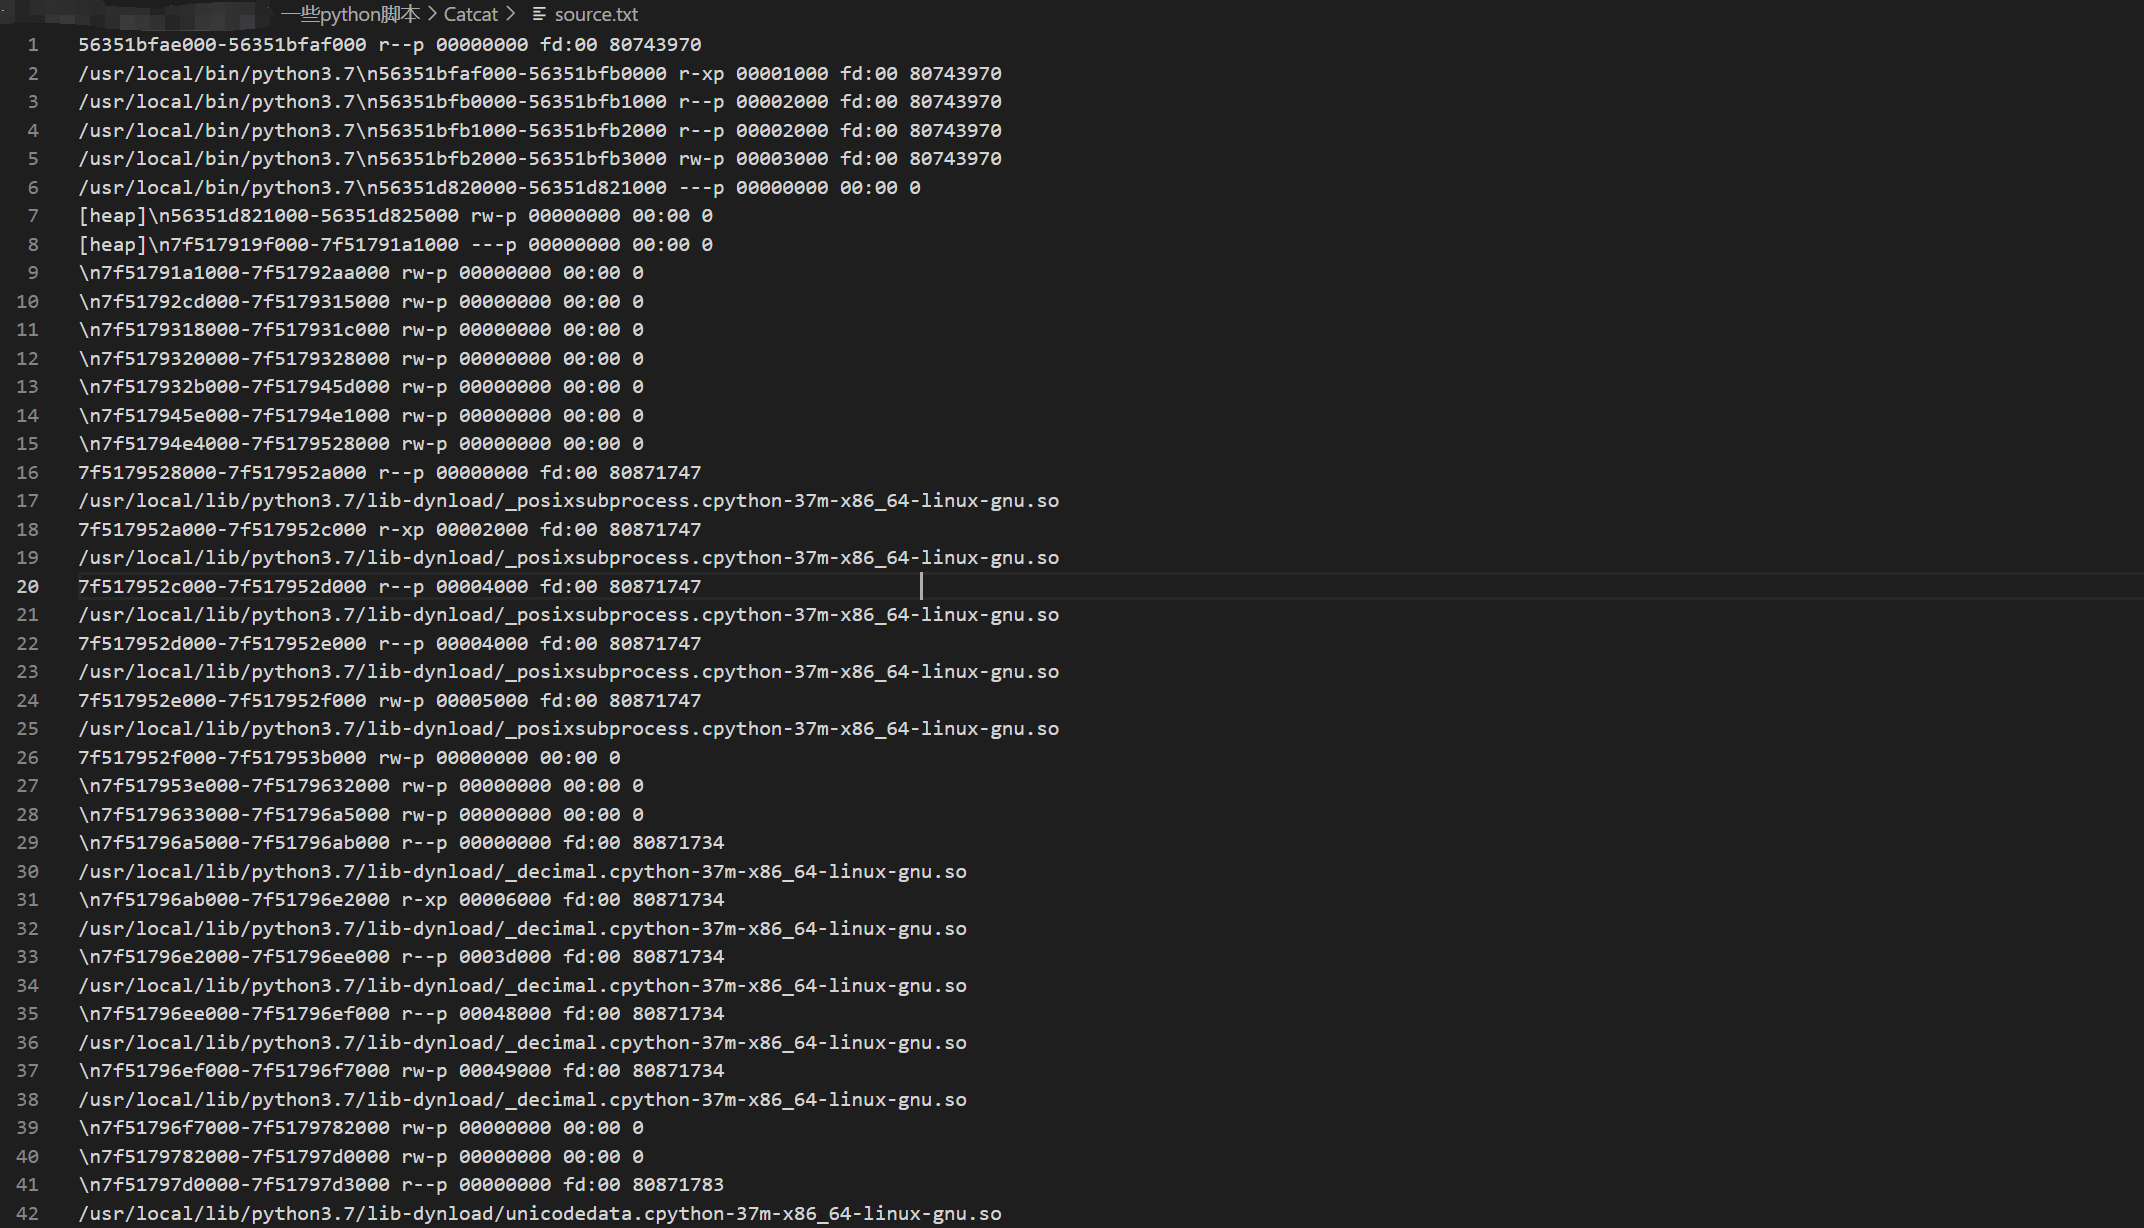 一些python脚本 > Catcat > source.txt
1 56351bfae000-56351bfaf000 r--p 00000000 fd:00 80743970
2 /usr/local/bin/python3.7\n56351bfaf000-56351bfb0000 r-xp 00001000 fd:00 80743970
3 /usr/local/bin/python3.7\n56351bfb0000-56351bfb1000 r--p 00002000 fd:00 80743970
4 /usr/local/bin/python3.7\n56351bfb1000-56351bfb2000 r--p 00002000 fd:00 80743970
5 /usr/local/bin/python3.7\n56351bfb2000-56351bfb3000 rw-p 00003000 fd:00 80743970
6 /usr/local/bin/python3.7\n56351d820000-56351d821000 ---p 00000000 00:00 0
7 [heap]\n56351d821000-56351d825000 rw-p 00000000 00:00 0
8 [heap]\n7f517919f000-7f51791a1000 ---p 00000000 00:00 0
9 \n7f51791a1000-7f51792aa000 rw-p 00000000 00:00 0
10 \n7f51792cd000-7f5179315000 rw-p 00000000 00:00 0
11 \n7f5179318000-7f517931c000 rw-p 00000000 00:00 0
12 \n7f5179320000-7f5179328000 rw-p 00000000 00:00 0
13 \n7f517932b000-7f517945d000 rw-p 00000000 00:00 0
14 \n7f517945e000-7f51794e1000 rw-p 00000000 00:00 0
15 \n7f51794e4000-7f5179528000 rw-p 00000000 00:00 0
16 7f5179528000-7f517952a000 r--p 00000000 fd:00 80871747
17 /usr/local/lib/python3.7/lib-dynload/_posixsubprocess.cpython-37m-x86_64-linux-gnu.so
18 7f517952a000-7f517952c000 r-xp 00002000 fd:00 80871747
19 /usr/local/lib/python3.7/lib-dynload/_posixsubprocess.cpython-37m-x86_64-linux-gnu.so
20 7f517952c000-7f517952d000 r--p 00004000 fd:00 80871747
21 /usr/local/lib/python3.7/lib-dynload/_posixsubprocess.cpython-37m-x86_64-linux-gnu.so
22 7f517952d000-7f517952e000 r--p 00004000 fd:00 80871747
23 /usr/local/lib/python3.7/lib-dynload/_posixsubprocess.cpython-37m-x86_64-linux-gnu.so
24 7f517952e000-7f517952f000 rw-p 00005000 fd:00 80871747
25 /usr/local/lib/python3.7/lib-dynload/_posixsubprocess.cpython-37m-x86_64-linux-gnu.so
26 7f517952f000-7f517953b000 rw-p 00000000 00:00 0
27 \n7f517953e000-7f5179632000 rw-p 00000000 00:00 0
28 \n7f5179633000-7f51796a5000 rw-p 00000000 00:00 0
29 \n7f51796a5000-7f51796ab000 r--p 00000000 fd:00 80871734
30 /usr/local/lib/python3.7/lib-dynload/_decimal.cpython-37m-x86_64-linux-gnu.so
31 \n7f51796ab000-7f51796e2000 r-xp 00006000 fd:00 80871734
32 /usr/local/lib/python3.7/lib-dynload/_decimal.cpython-37m-x86_64-linux-gnu.so
33 \n7f51796e2000-7f51796ee000 r--p 0003d000 fd:00 80871734
34 /usr/local/lib/python3.7/lib-dynload/_decimal.cpython-37m-x86_64-linux-gnu.so
35 \n7f51796ee000-7f51796ef000 r--p 00048000 fd:00 80871734
36 /usr/local/lib/python3.7/lib-dynload/_decimal.cpython-37m-x86_64-linux-gnu.so
37 \n7f51796ef000-7f51796f7000 rw-p 00049000 fd:00 80871734
38 /usr/local/lib/python3.7/lib-dynload/_decimal.cpython-37m-x86_64-linux-gnu.so
39 \n7f51796f7000-7f5179782000 rw-p 00000000 00:00 0
40 \n7f5179782000-7f51797d0000 rw-p 00000000 00:00 0
41 \n7f51797d0000-7f51797d3000 r--p 00000000 fd:00 80871783
42 /usr/local/lib/python3.7/lib-dynload/unicodedata.cpython-37m-x86_64-linux-gnu.so